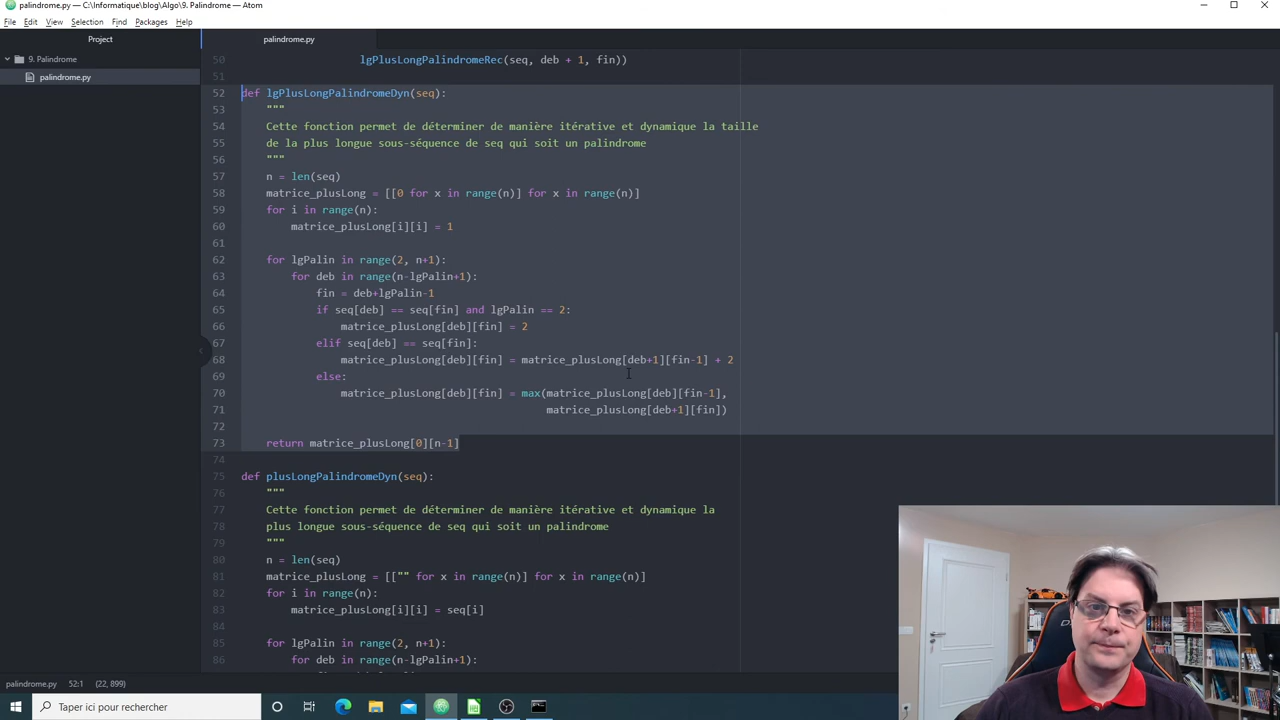 palindrome.py — C:\Informatique\blog\Algo\9. Palindrome — Atom
File Edit View Selection Find Packages Help
Project
palindrome.py
9. Palindrome
palindrome.py
50 lgPlusLongPalindromeRec(seq, deb + 1, fin))
51
52 def lgPlusLongPalindromeDyn(seq):
53 """
54 Cette fonction permet de déterminer de manière itérative et dynamique la taille
55 de la plus longue sous-séquence de seq qui soit un palindrome
56 """
57 n = len(seq)
58 matrice_plusLong = [[0 for x in range(n)] for x in range(n)]
59 for i in range(n):
60 matrice_plusLong[i][i] = 1
61
62 for lgPalin in range(2, n+1):
63 for deb in range(n-lgPalin+1):
64 fin = deb+lgPalin-1
65 if seq[deb] == seq[fin] and lgPalin == 2:
66 matrice_plusLong[deb][fin] = 2
67 elif seq[deb] == seq[fin]:
68 matrice_plusLong[deb][fin] = matrice_plusLong[deb+1][fin-1] + 2
69 else:
70 matrice_plusLong[deb][fin] = max(matrice_plusLong[deb][fin-1],
71 matrice_plusLong[deb+1][fin])
72
73 return matrice_plusLong[0][n-1]
74
75 def plusLongPalindromeDyn(seq):
76 """
77 Cette fonction permet de déterminer de manière itérative et dynamique la
78 plus longue sous-séquence de seq qui soit un palindrome
79 """
80 n = len(seq)
81 matrice_plusLong = [["" for x in range(n)] for x in range(n)]
82 for i in range(n):
83 matrice_plusLong[i][i] = seq[i]
84
85 for lgPalin in range(2, n+1):
86 for deb in range(n-lgPalin+1):
palindrome.py 52:1 (22, 899)
Taper ici pour rechercher